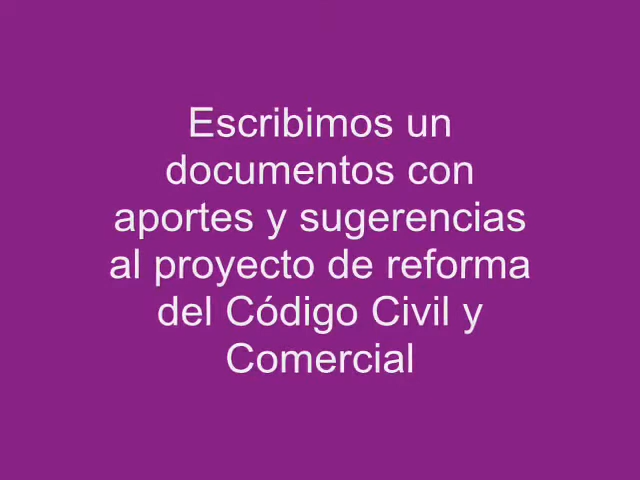 Escribimos un
documentos con
aportes y sugerencias
al proyecto de reforma
del Código Civil y
Comercial